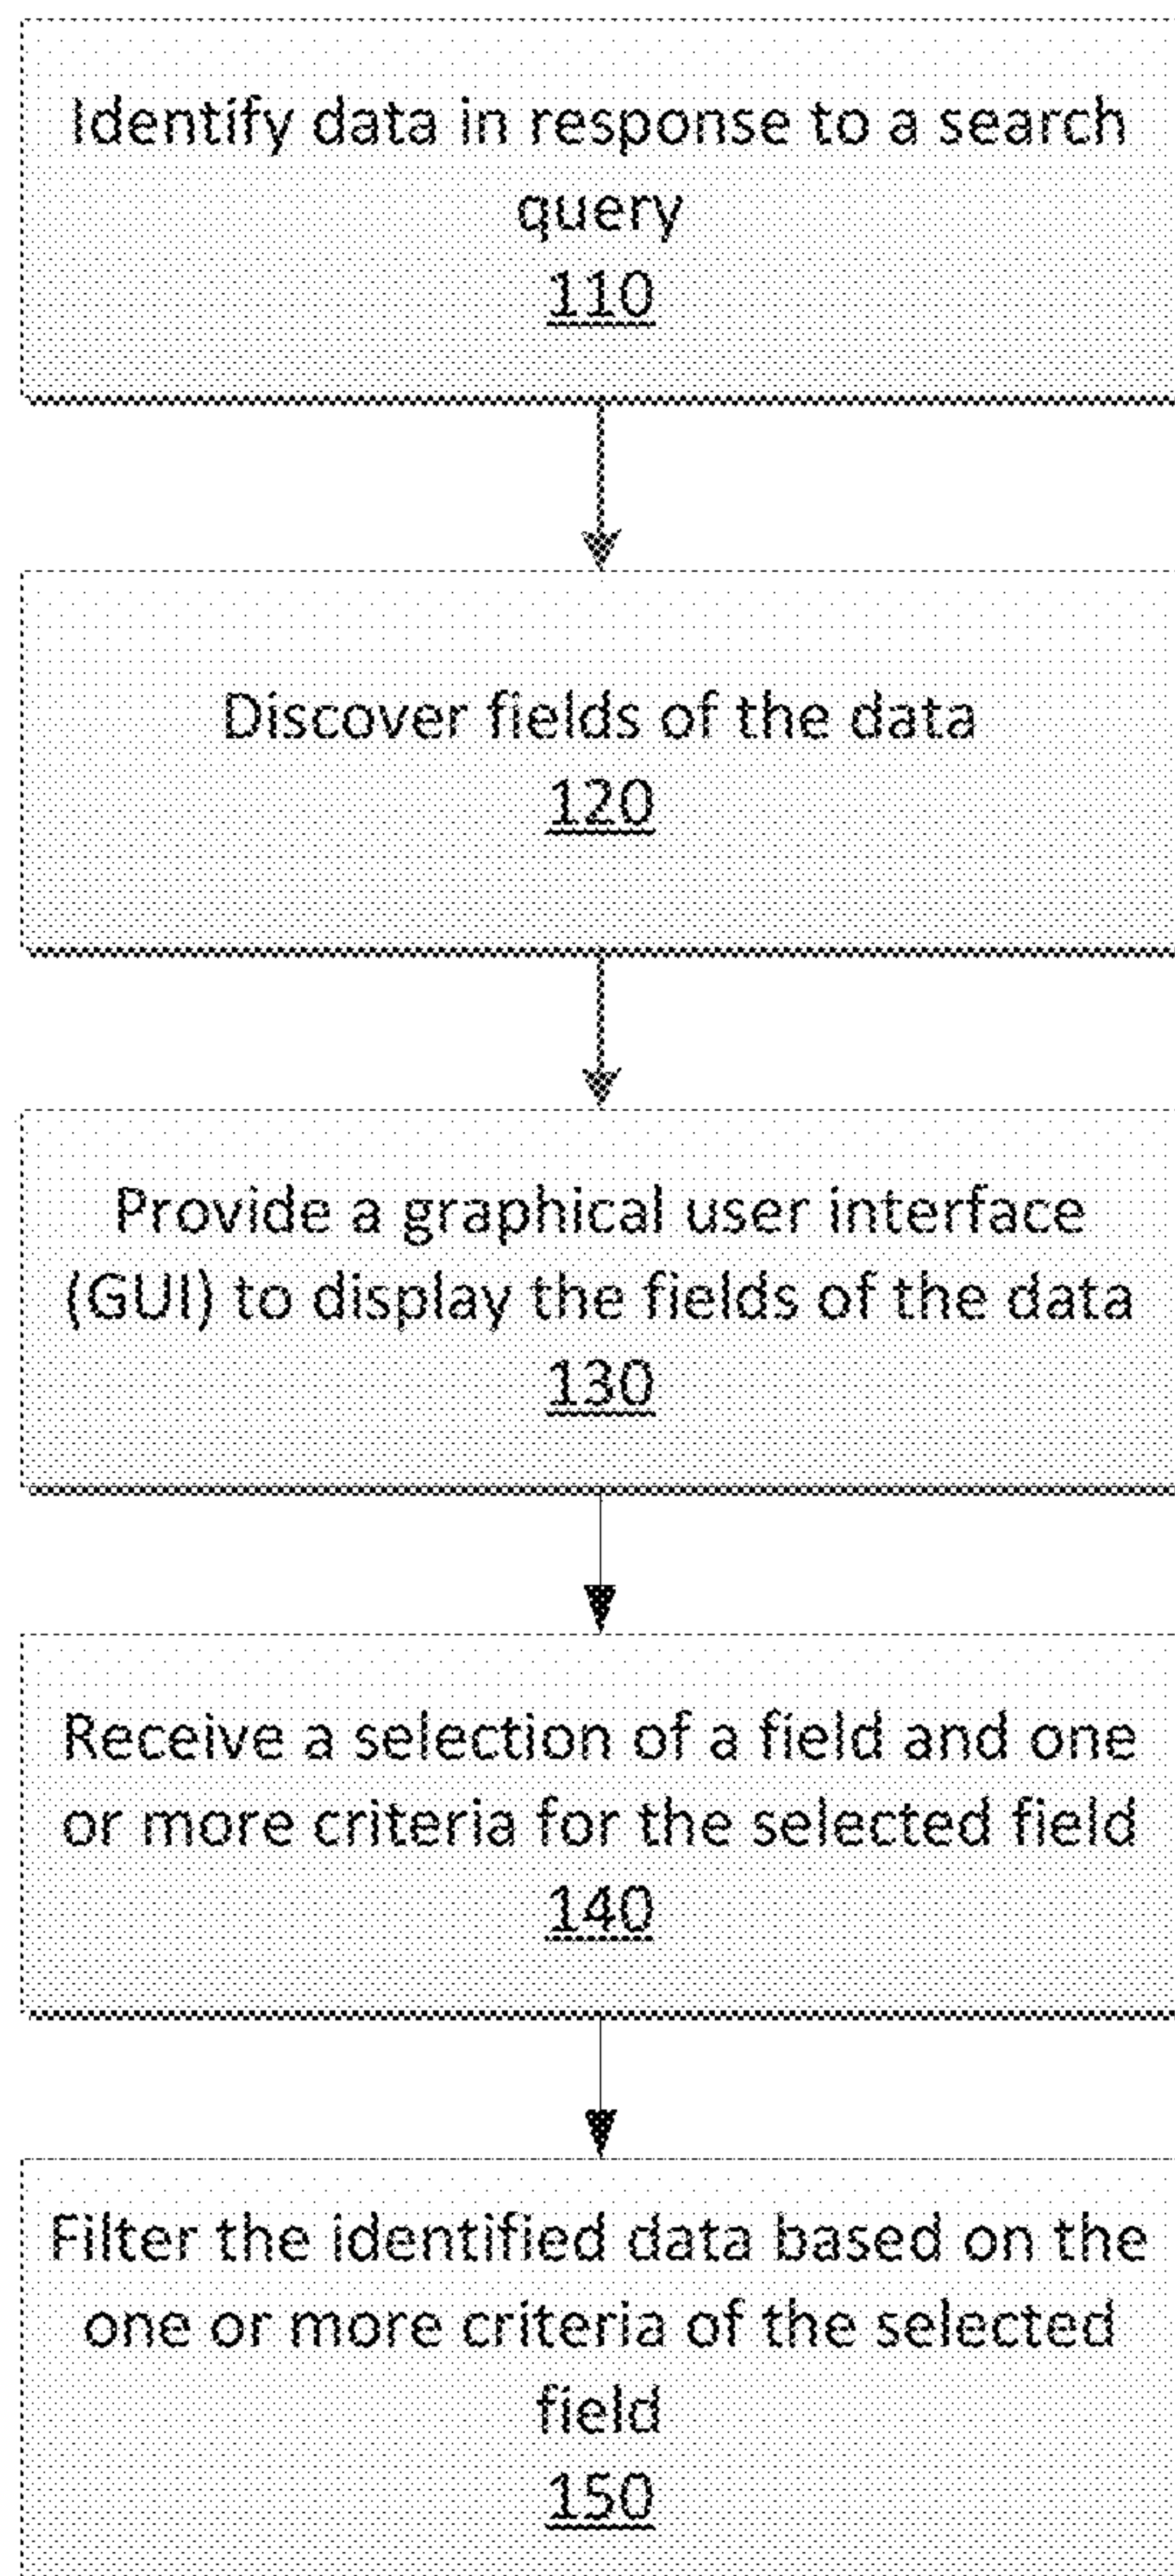 Identify data in response to a search
query
110
Discover fields of the data
120
Provide a graphical user interface
(GUI) to display the fields of the data
130
Receive a selection of a field and one
or more criteria for the selected field
140
Filter the identified data based on the
one or more criteria of the selected
field
150